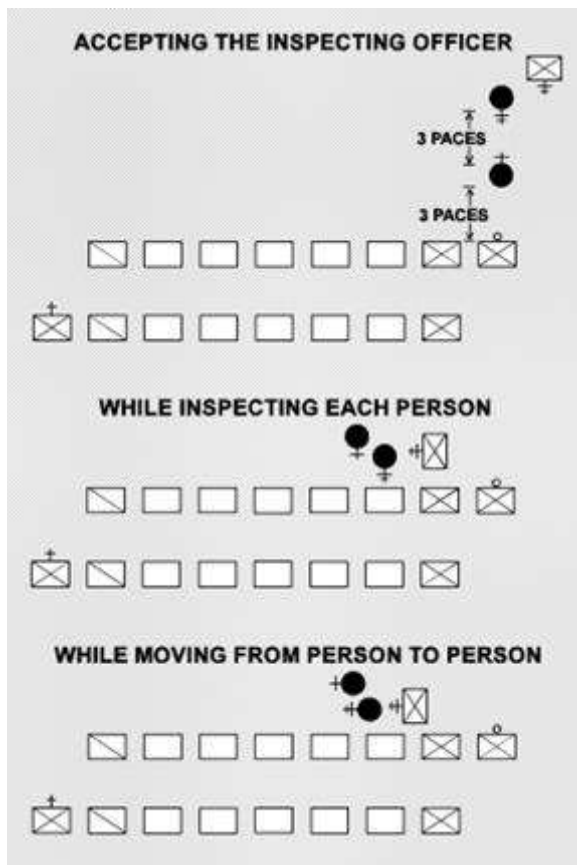 ACCEPTING THE INSPECTING OFFICER
3 PACES
3 PACES
WHILE INSPECTING EACH PERSON
WHILE MOVING FROM PERSON TO PERSON